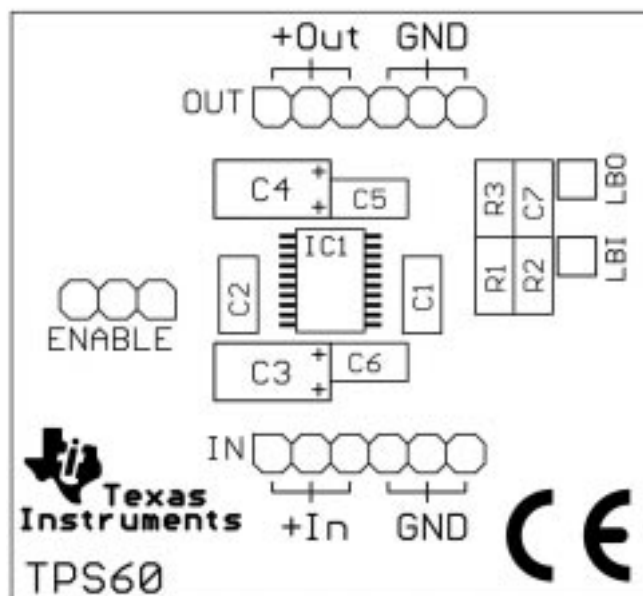 +Out GND
OUT
C4
C5
R3
C7
LBO
IC1
C2
C1
R1
R2
LBI
ENABLE
C3
C6
IN
+In GND
Texas
Instruments
CE
TPS60